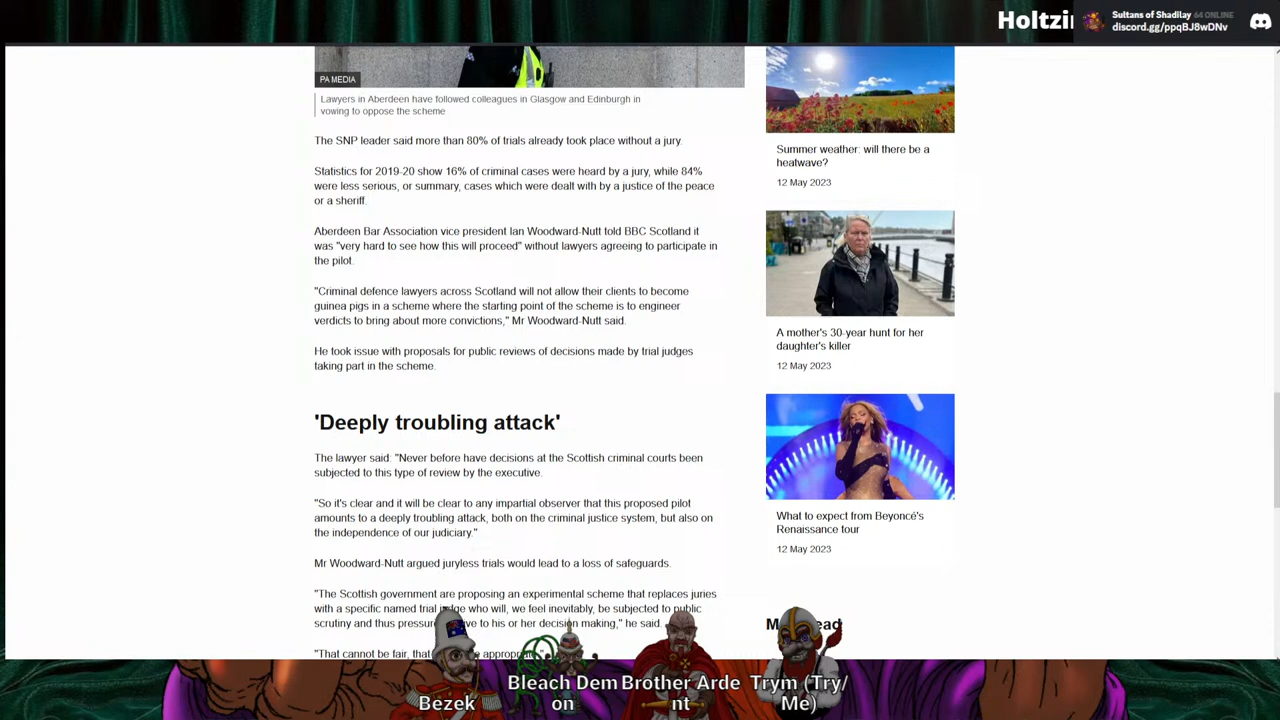 Holtzi
Sultans of Shadilay 64 ONLINE
discord.gg/ppqBJ8wDNv
PA MEDIA
Lawyers in Aberdeen have followed colleagues in Glasgow and Edinburgh in
vowing to oppose the scheme
The SNP leader said more than 80% of trials already took place without a jury.
Statistics for 2019-20 show 16% of criminal cases were heard by a jury, while 84%
were less serious, or summary, cases which were dealt with by a justice of the peace
or a sheriff.
Aberdeen Bar Association vice president Ian Woodward-Nutt told BBC Scotland it
was "very hard to see how this will proceed" without lawyers agreeing to participate in
the pilot.
"Criminal defence lawyers across Scotland will not allow their clients to become
guinea pigs in a scheme where the starting point of the scheme is to engineer
verdicts to bring about more convictions," Mr Woodward-Nutt said.
He took issue with proposals for public reviews of decisions made by trial judges
taking part in the scheme.
'Deeply troubling attack'
The lawyer said: "Never before have decisions at the Scottish criminal courts been
subjected to this type of review by the executive.
"So it's clear and it will be clear to any impartial observer that this proposed pilot
amounts to a deeply troubling attack, both on the criminal justice system, but also on
the independence of our judiciary."
Mr Woodward-Nutt argued juryless trials would lead to a loss of safeguards.
"The Scottish government are proposing an experimental scheme that replaces juries
with a specific named trial judge who will, we feel inevitably, be subjected to public
scrutiny and thus pressure to his or her decision making," he said.
"That cannot be fair, that
Summer weather: will there be a
heatwave?
12 May 2023
A mother's 30-year hunt for her
daughter's killer
12 May 2023
What to expect from Beyoncé's
Renaissance tour
12 May 2023
Bezek
Bleach Dem
on
Brother Arde
nt
Trym (Try/
Me)